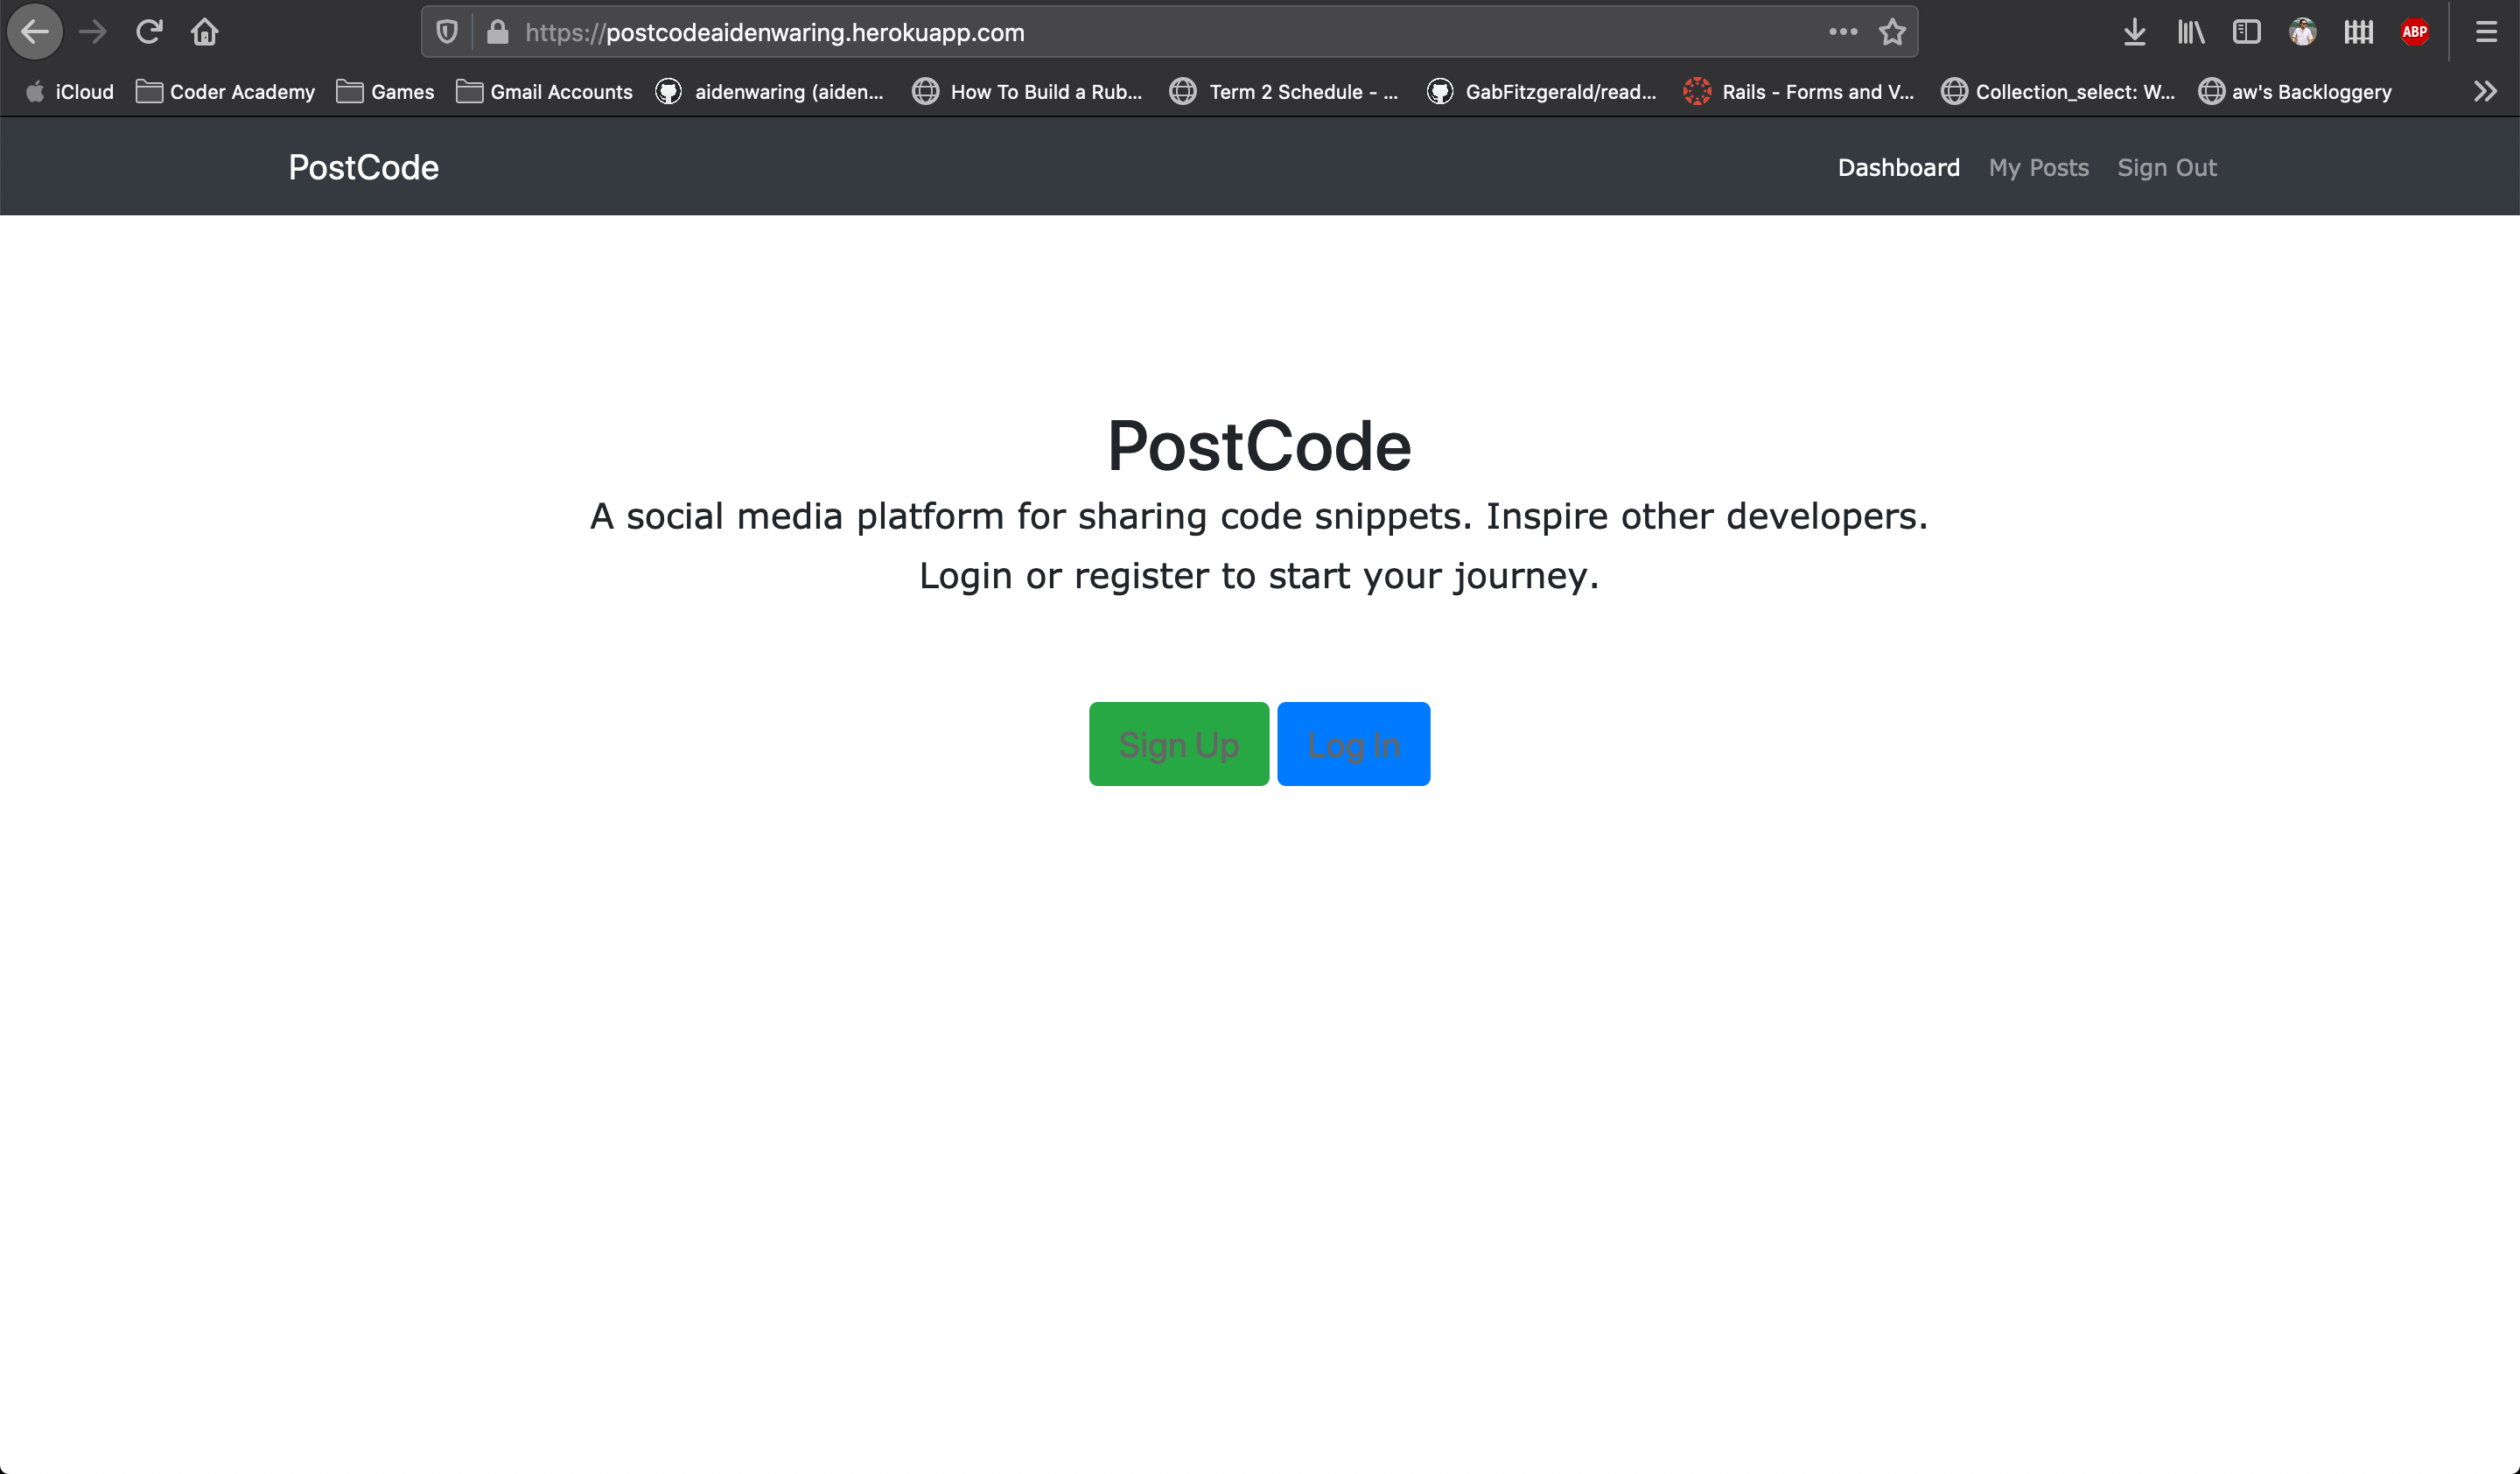 https://postcodeaidenwaring.herokuapp.com
ABP
iCloud Coder Academy Games Gmail Accounts aidenwaring (aiden... How To Build a Rub... Term 2 Schedule - ... GabFitzgerald/read... Rails - Forms and V... Collection_select: W... aw's Backloggery
PostCode Dashboard My Posts Sign Out
PostCode
A social media platform for sharing code snippets. Inspire other developers.
Login or register to start your journey.
Sign Up Log In